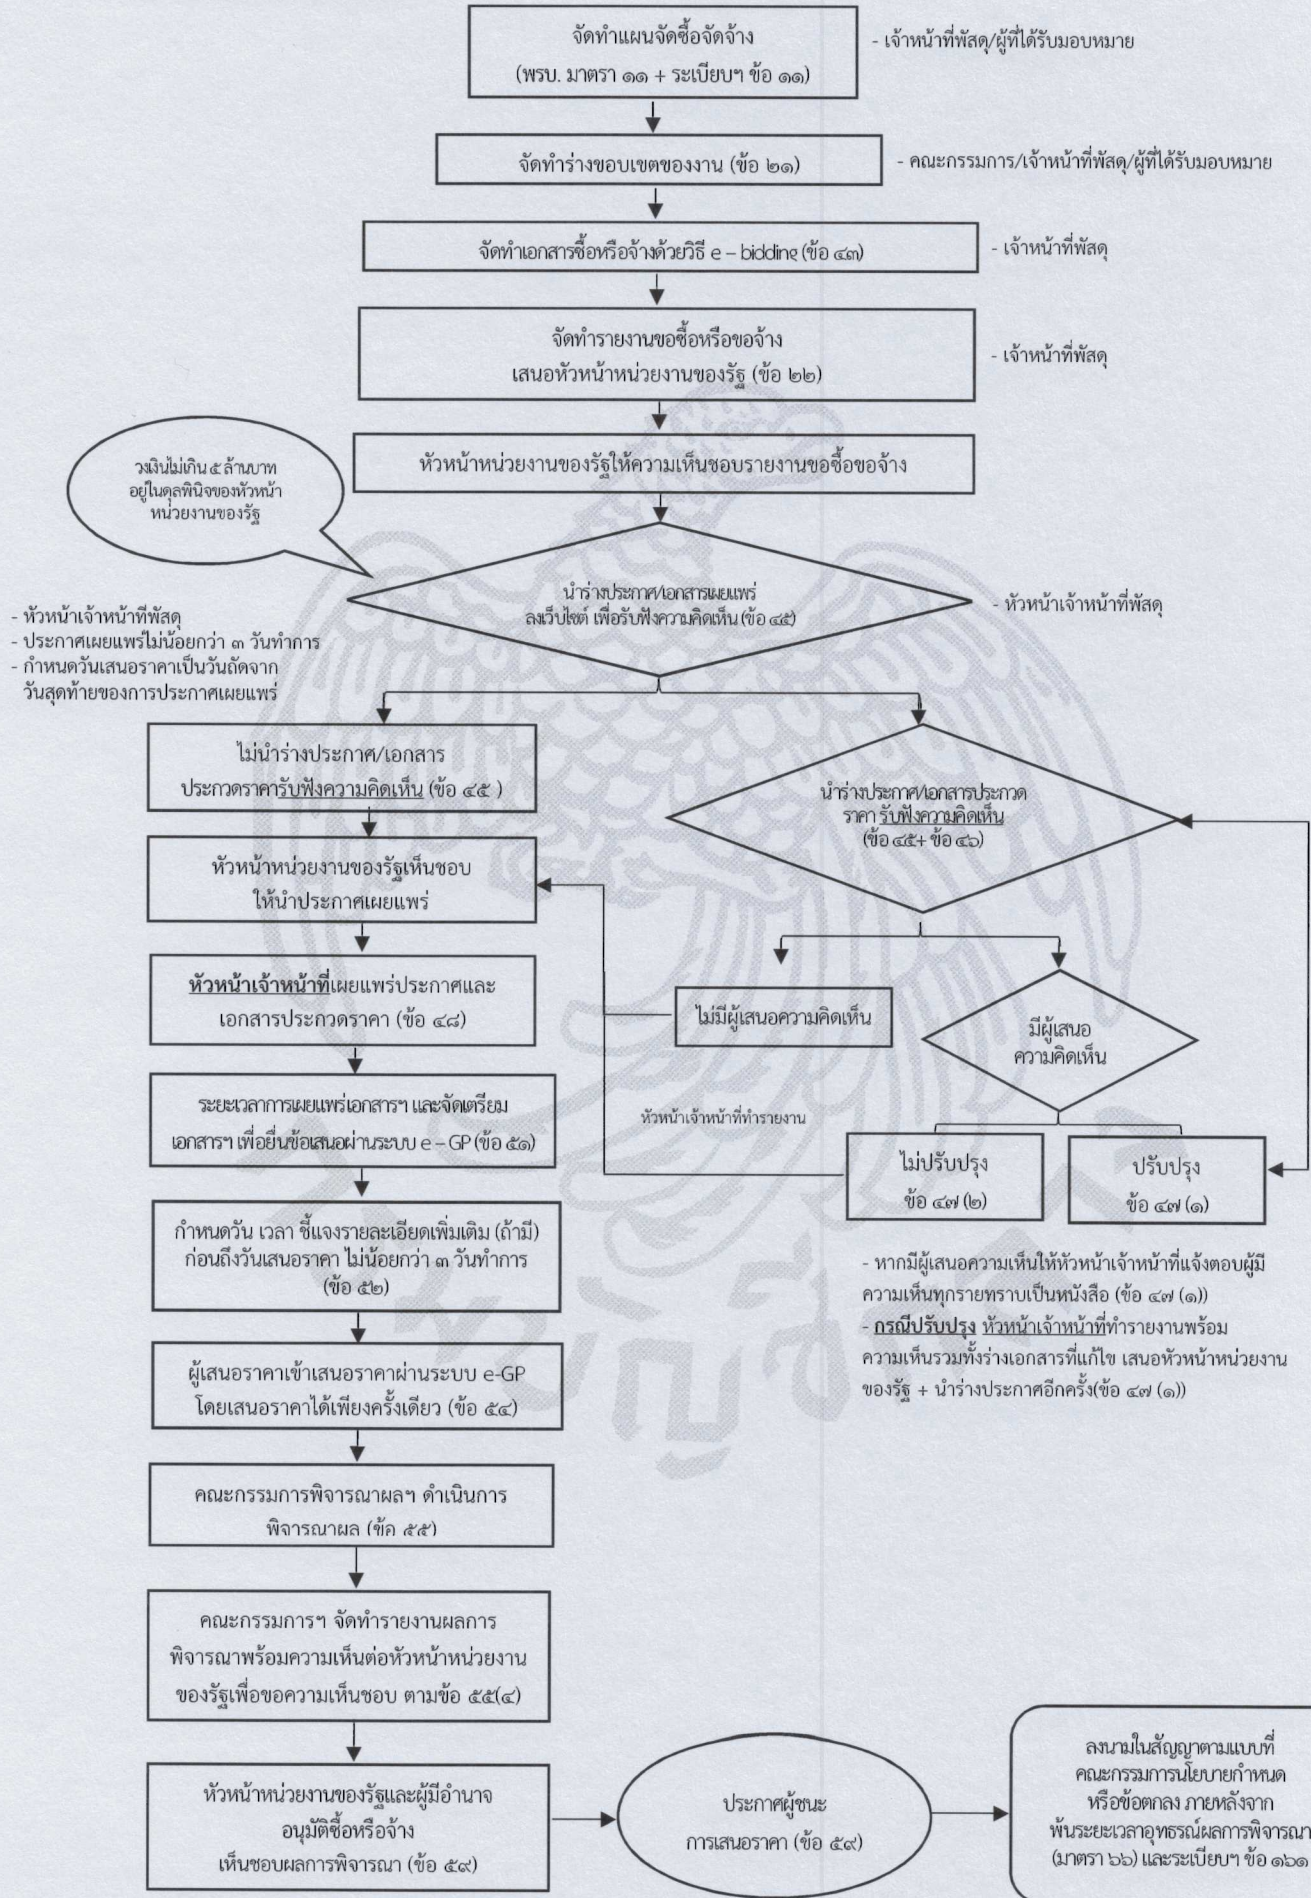 จัดทำแผนจัดซื้อจัดจ้าง
(พรบ. มาตรา ๑๑ + ระเบียบฯ ข้อ ๑๑)
- เจ้าหน้าที่พัสดุ/ผู้ที่ได้รับมอบหมาย
จัดทำร่างขอบเขตของงาน (ข้อ ๒๑)
- คณะกรรมการ/เจ้าหน้าที่พัสดุ/ผู้ที่ได้รับมอบหมาย
จัดทำเอกสารซื้อหรือจ้างด้วยวิธี e – bidding (ข้อ ๔๓)
- เจ้าหน้าที่พัสดุ
จัดทำรายงานขอซื้อหรือขอจ้าง
เสนอหัวหน้าหน่วยงานของรัฐ (ข้อ ๒๒)
- เจ้าหน้าที่พัสดุ
หัวหน้าหน่วยงานของรัฐให้ความเห็นชอบรายงานขอซื้อขอจ้าง
วงเงินไม่เกิน ๕ ล้านบาท
อยู่ในดุลพินิจของหัวหน้า
หน่วยงานของรัฐ
นำร่างประกาศ/เอกสารเผยแพร่
ลงเว็บไซต์ เพื่อรับฟังความคิดเห็น (ข้อ ๔๕)
- หัวหน้าเจ้าหน้าที่พัสดุ
- หัวหน้าเจ้าหน้าที่พัสดุ
- ประกาศเผยแพร่ไม่น้อยกว่า ๓ วันทำการ
- กำหนดวันเสนอราคาเป็นวันถัดจาก
วันสุดท้ายของการประกาศเผยแพร่
ไม่นำร่างประกาศ/เอกสาร
ประกวดราคารับฟังความคิดเห็น (ข้อ ๔๕ )
นำร่างประกาศ/เอกสารประกวด
ราคา รับฟังความคิดเห็น
(ข้อ ๔๕+ ข้อ ๔๖)
หัวหน้าหน่วยงานของรัฐเห็นชอบ
ให้นำประกาศเผยแพร่
หัวหน้าเจ้าหน้าที่เผยแพร่ประกาศและ
เอกสารประกวดราคา (ข้อ ๔๘)
ไม่มีผู้เสนอความคิดเห็น
มีผู้เสนอ
ความคิดเห็น
ระยะเวลาการเผยแพร่เอกสารฯ และจัดเตรียม
เอกสารฯ เพื่อยื่นข้อเสนอผ่านระบบ e – GP (ข้อ ๕๑)
หัวหน้าเจ้าหน้าที่ทำรายงาน
ไม่ปรับปรุง
ข้อ ๔๗ (๒)
ปรับปรุง
ข้อ ๔๗ (๑)
กำหนดวัน เวลา ชี้แจงรายละเอียดเพิ่มเติม (ถ้ามี)
ก่อนถึงวันเสนอราคา ไม่น้อยกว่า ๓ วันทำการ
(ข้อ ๕๒)
- หากมีผู้เสนอความเห็นให้หัวหน้าเจ้าหน้าที่แจ้งตอบผู้มี
ความเห็นทุกรายทราบเป็นหนังสือ (ข้อ ๔๗ (๑))
- กรณีปรับปรุง หัวหน้าเจ้าหน้าที่ทำรายงานพร้อม
ความเห็นรวมทั้งร่างเอกสารที่แก้ไข เสนอหัวหน้าหน่วยงาน
ของรัฐ + นำร่างประกาศอีกครั้ง(ข้อ ๔๗ (๑))
ผู้เสนอราคาเข้าเสนอราคาผ่านระบบ e-GP
โดยเสนอราคาได้เพียงครั้งเดียว (ข้อ ๕๔)
คณะกรรมการพิจารณาผลฯ ดำเนินการ
พิจารณาผล (ข้อ ๕๕)
คณะกรรมการฯ จัดทำรายงานผลการ
พิจารณาพร้อมความเห็นต่อหัวหน้าหน่วยงาน
ของรัฐเพื่อขอความเห็นชอบ ตามข้อ ๕๕(๔)
หัวหน้าหน่วยงานของรัฐและผู้มีอำนาจ
อนุมัติซื้อหรือจ้าง
เห็นชอบผลการพิจารณา (ข้อ ๕๙)
ประกาศผู้ชนะ
การเสนอราคา (ข้อ ๕๙)
ลงนามในสัญญาตามแบบที่
คณะกรรมการนโยบายกำหนด
หรือข้อตกลง ภายหลังจาก
พ้นระยะเวลาอุทธรณ์ผลการพิจารณา
(มาตรา ๖๖) และระเบียบฯ ข้อ ๑๖๑